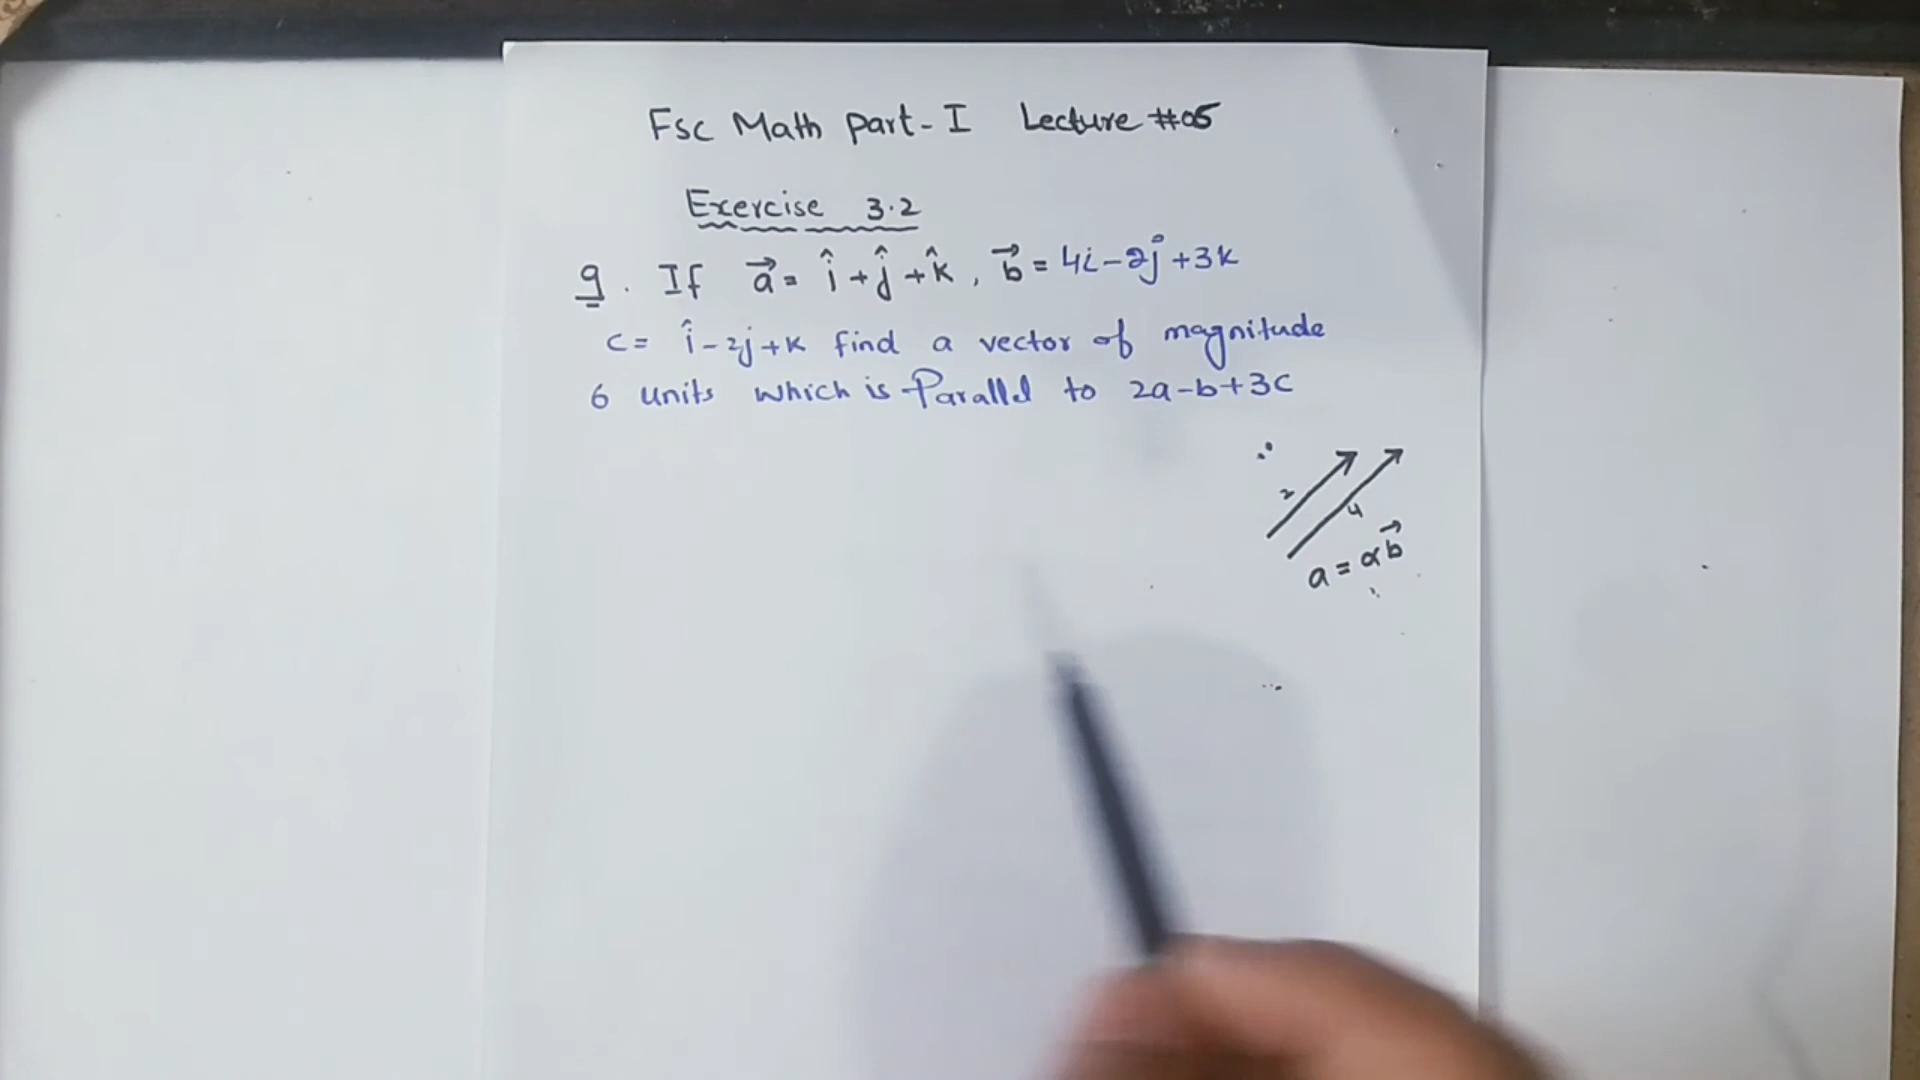 Fsc Math part-I Lecture #05
Exercise 3.2
9. If a⃗ = î + ĵ + k̂, b⃗ = 4i-2j+3k
c= î-2j+k find a vector of magnitude
6 units which is Parallel to 2a-b+3c
2
4
a = αb⃗